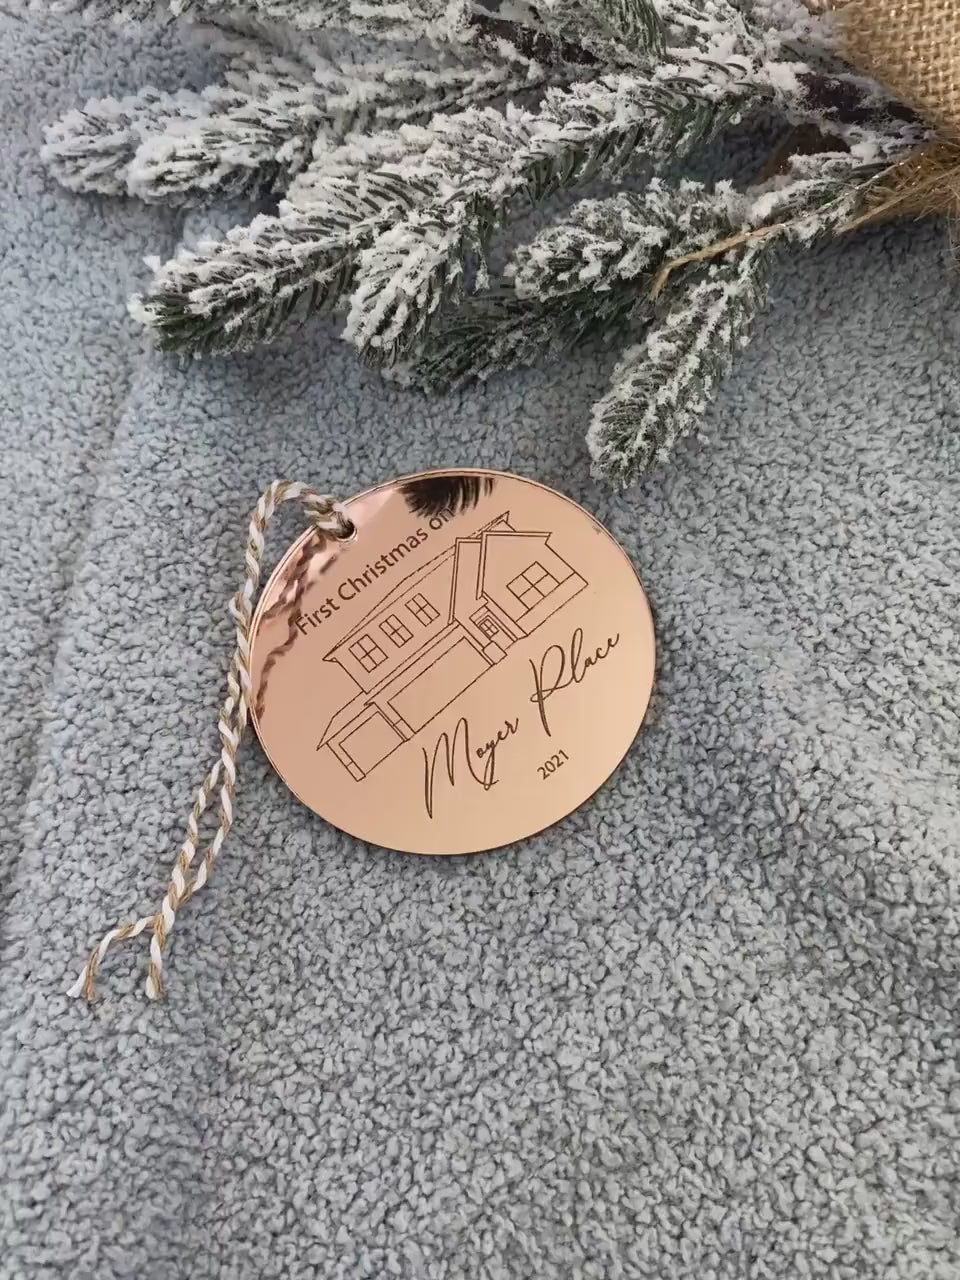 First Christmas on
Moyer Place
2021